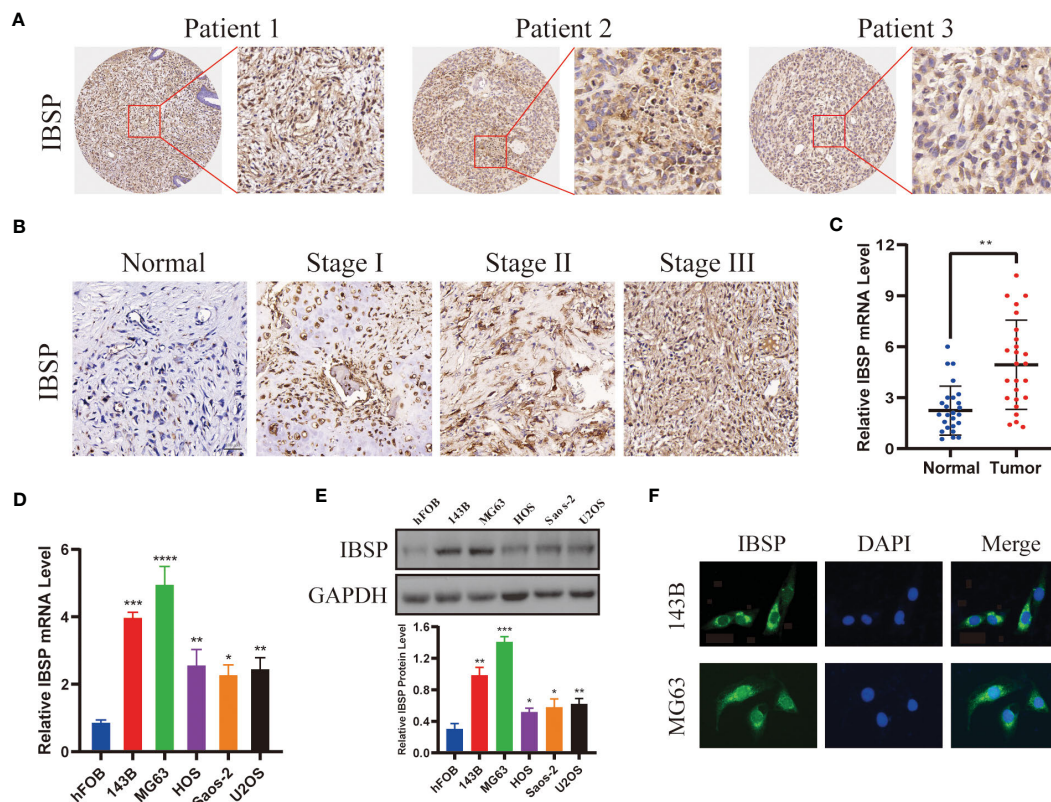 A
Patient 1
Patient 2
Patient 3
IBSP
B
Normal
Stage I
Stage II
Stage III
IBSP
C
Relative IBSP mRNA Level
12
9
6
3
0
**
Normal
Tumor
D
Relative IBSP mRNA Level
6
4
2
0
***
****
**
*
**
hFOB
143B
MG63
HOS
Saos-2
U2OS
E
hFOB
143B
MG63
HOS
Saos-2
U2OS
IBSP
GAPDH
Relative IBSP Protein Level
1.6
1.2
0.8
0.4
0.0
**
***
*
*
**
hFOB
143B
MG63
HOS
Saos-2
U2OS
F
IBSP
DAPI
Merge
143B
MG63